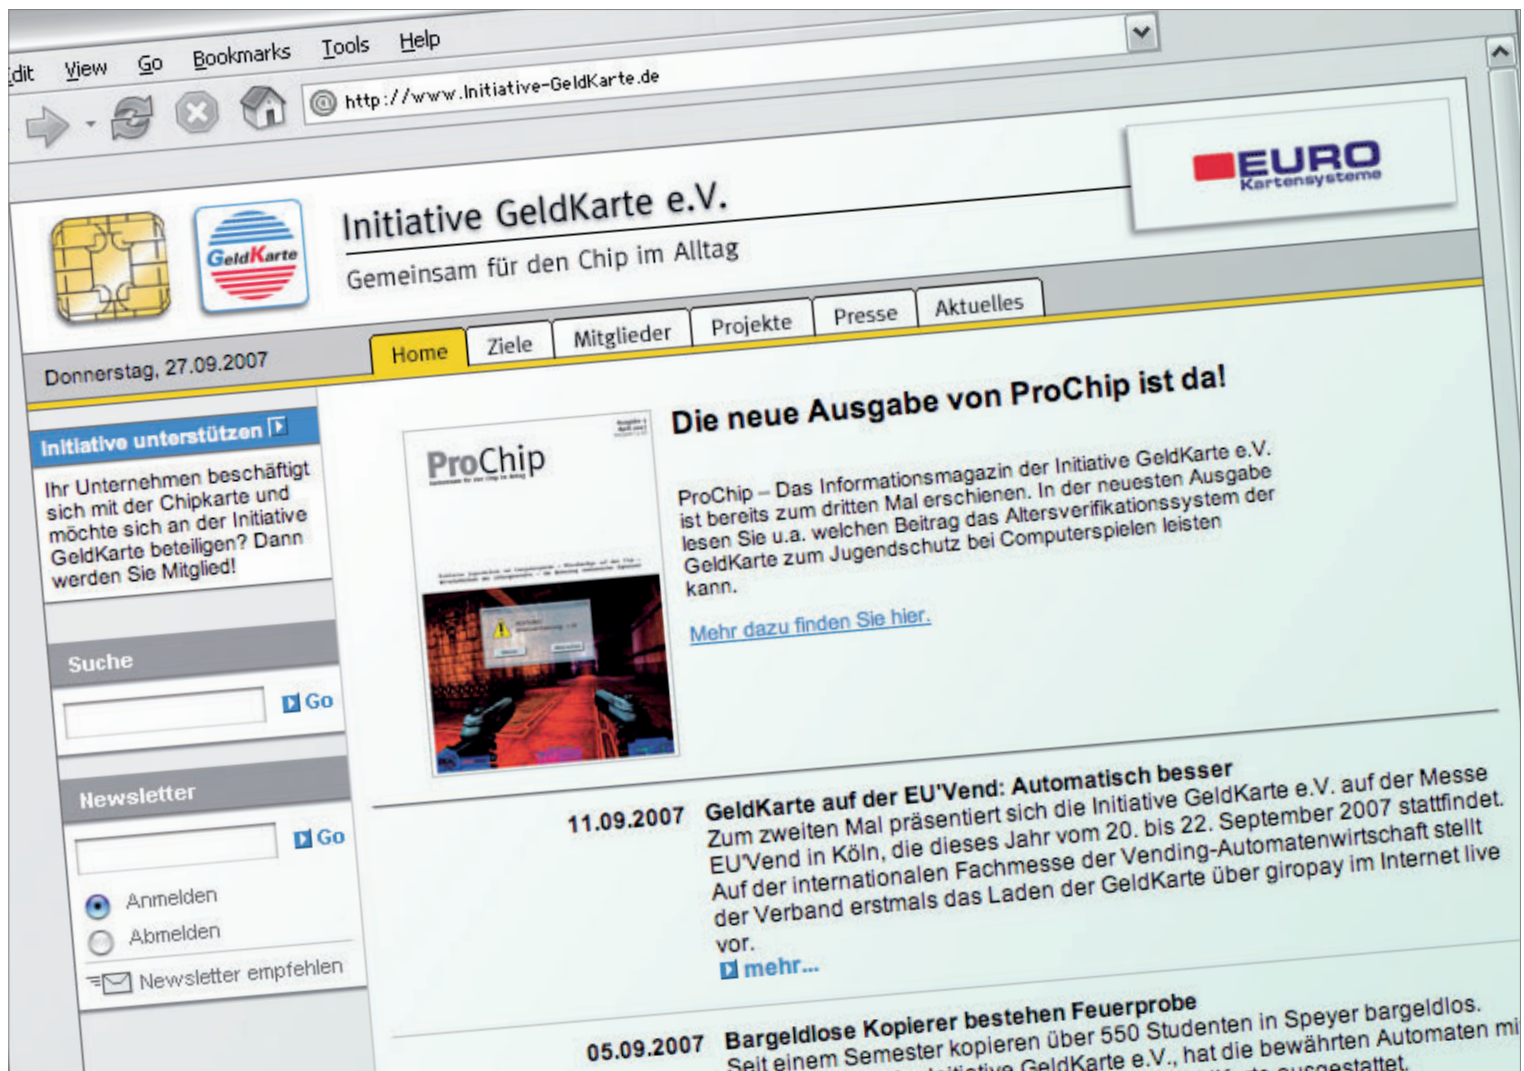 dit View Go Bookmarks Tools Help
http://www.Initiative-GeldKarte.de
EURO
Kartensysteme
GeldKarte
Initiative GeldKarte e.V.
Gemeinsam für den Chip im Alltag
Donnerstag, 27.09.2007
Home Ziele Mitglieder Projekte Presse Aktuelles
Initiative unterstützen
Ihr Unternehmen beschäftigt
sich mit der Chipkarte und
möchte sich an der Initiative
GeldKarte beteiligen? Dann
werden Sie Mitglied!
Suche
Go
Newsletter
Go
Anmelden
Abmelden
Newsletter empfehlen
ProChip
Die neue Ausgabe von ProChip ist da!
ProChip – Das Informationsmagazin der Initiative GeldKarte e.V.
ist bereits zum dritten Mal erschienen. In der neuesten Ausgabe
lesen Sie u.a. welchen Beitrag das Altersverifikationssystem der
GeldKarte zum Jugendschutz bei Computerspielen leisten
kann.
Mehr dazu finden Sie hier.
11.09.2007 GeldKarte auf der EU'Vend: Automatisch besser
Zum zweiten Mal präsentiert sich die Initiative GeldKarte e.V. auf der Messe
EU'Vend in Köln, die dieses Jahr vom 20. bis 22. September 2007 stattfindet.
Auf der internationalen Fachmesse der Vending-Automatenwirtschaft stellt
der Verband erstmals das Laden der GeldKarte über giropay im Internet live
vor.
mehr...
05.09.2007 Bargeldlose Kopierer bestehen Feuerprobe
Seit einem Semester kopieren über 550 Studenten in Speyer bargeldlos.
Initiative GeldKarte e.V., hat die bewährten Automaten mi
ausgestattet.